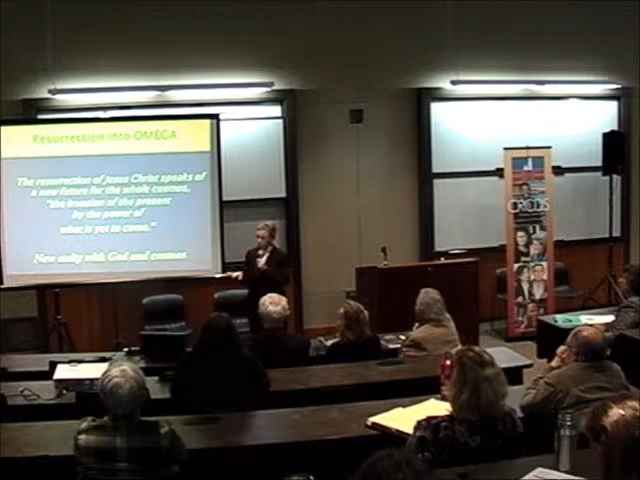 Resurrection into OMEGA
The resurrection of Jesus Christ speaks of
a new future for the whole cosmos,
"the invasion of the present
by the power of
what is yet to come."
New unity with God and cosmos